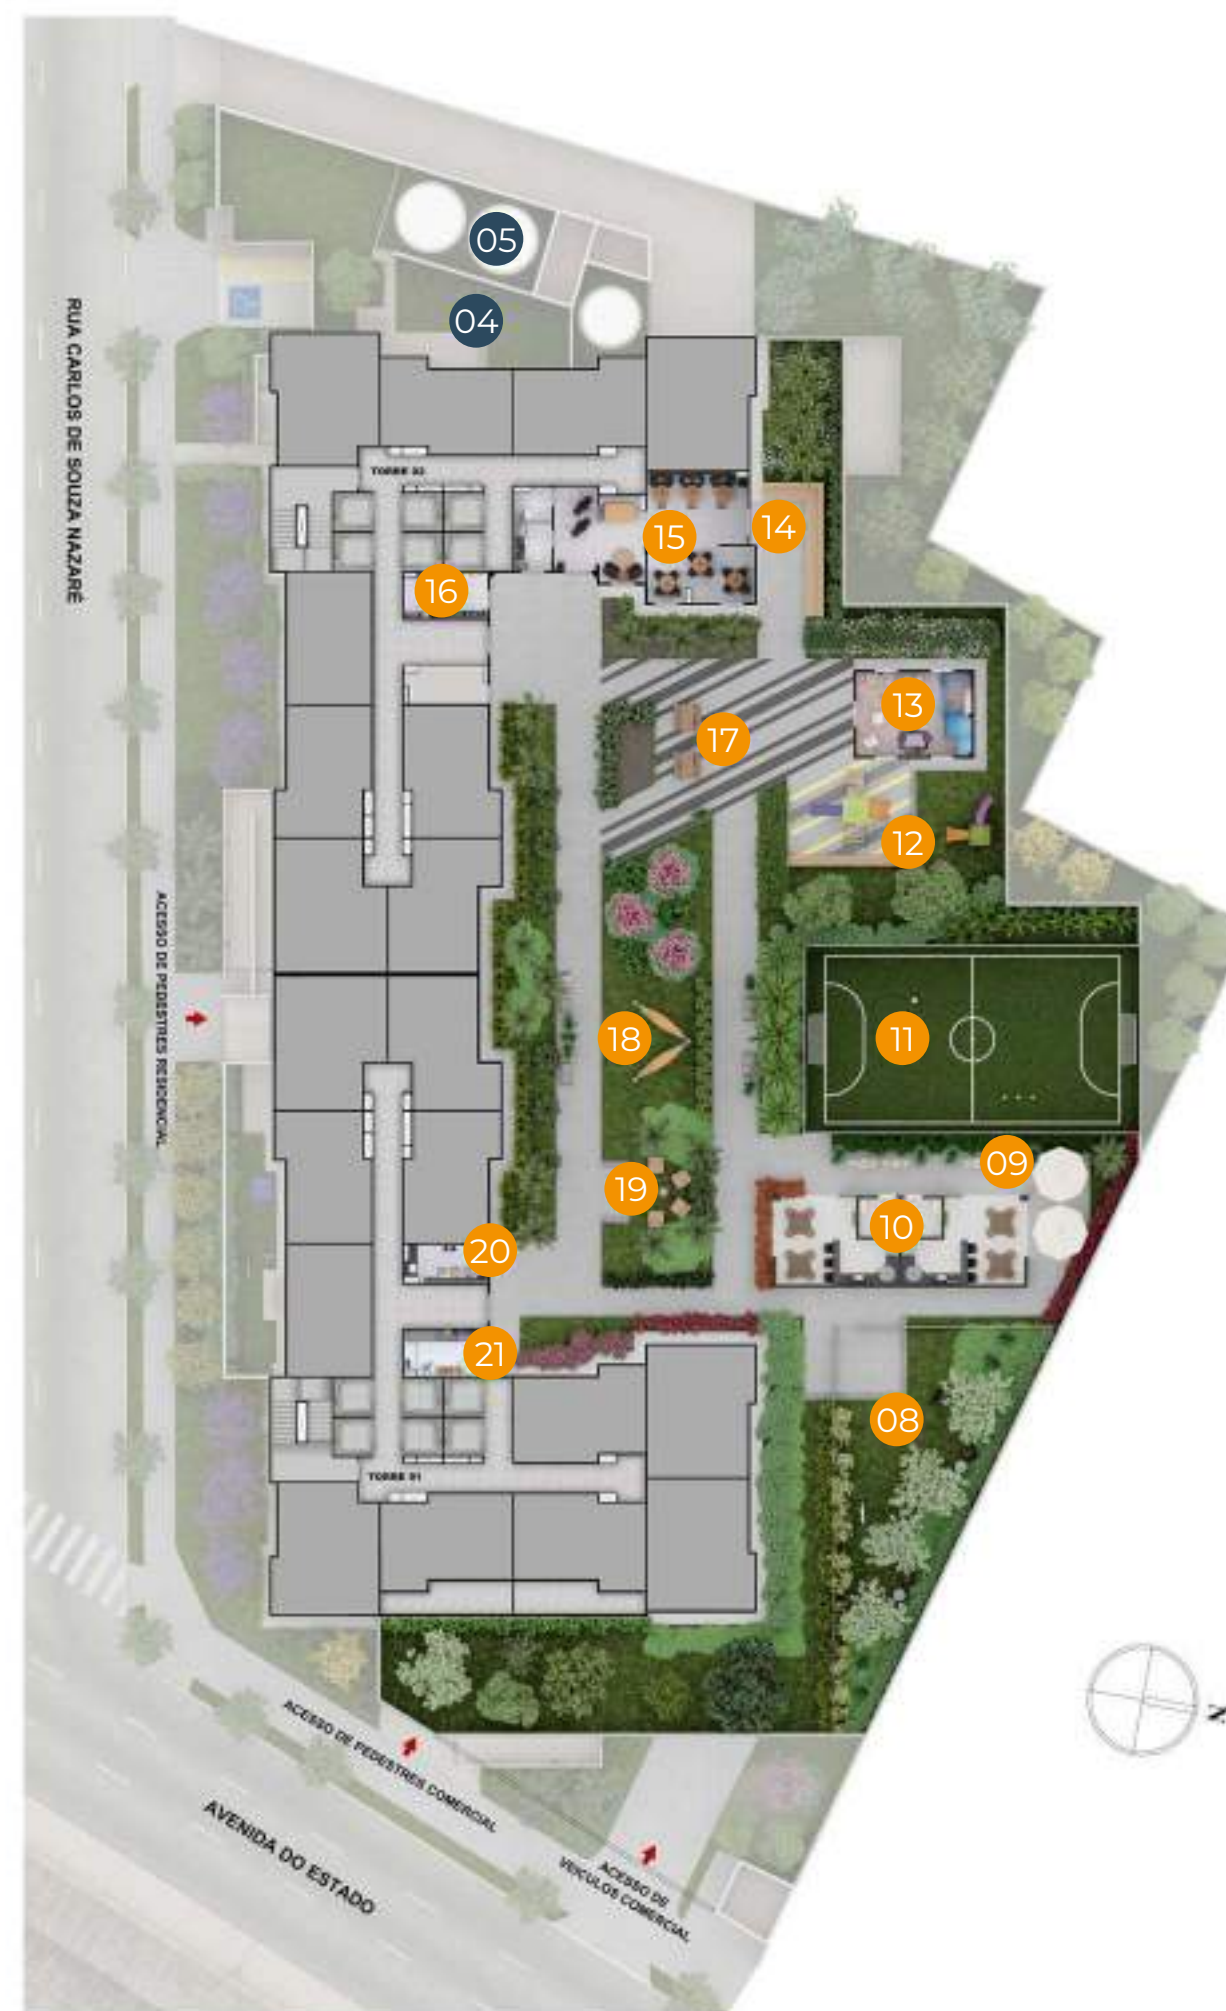 05
04
RUA CARLOS DE SOUZA NAZARÉ
TORRE 02
15
14
16
13
17
12
ACESSO DE PEDESTRES RESIDENCIAL
18
11
09
19
10
20
21
08
TORRE 01
N
ACESSO DE PEDESTRES COMERCIAL
AVENIDA DO ESTADO
ACESSO DE
VEÍCULOS COMERCIAL